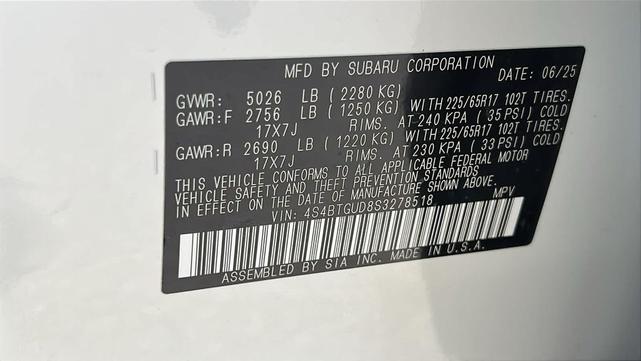 MFD BY SUBARU CORPORATION
DATE: 06/25
GVWR: 5026 LB ( 2280 KG)
GAWR:F 2756 LB ( 1250 KG) WITH 225/65R17 102T TIRES.
17X7J RIMS. AT 240 KPA ( 35 PSI) COLD
GAWR:R 2690 LB ( 1220 KG) WITH 225/65R17 102T TIRES.
17X7J RIMS. AT 230 KPA ( 33 PSI) COLD
THIS VEHICLE CONFORMS TO ALL APPLICABLE FEDERAL MOTOR
VEHICLE SAFETY AND THEFT PREVENTION STANDARDS
IN EFFECT ON THE DATE OF MANUFACTURE SHOWN ABOVE.
VIN: 4S4BTGUD8S3278518 MPV
ASSEMBLED BY SIA INC. MADE IN U.S.A.